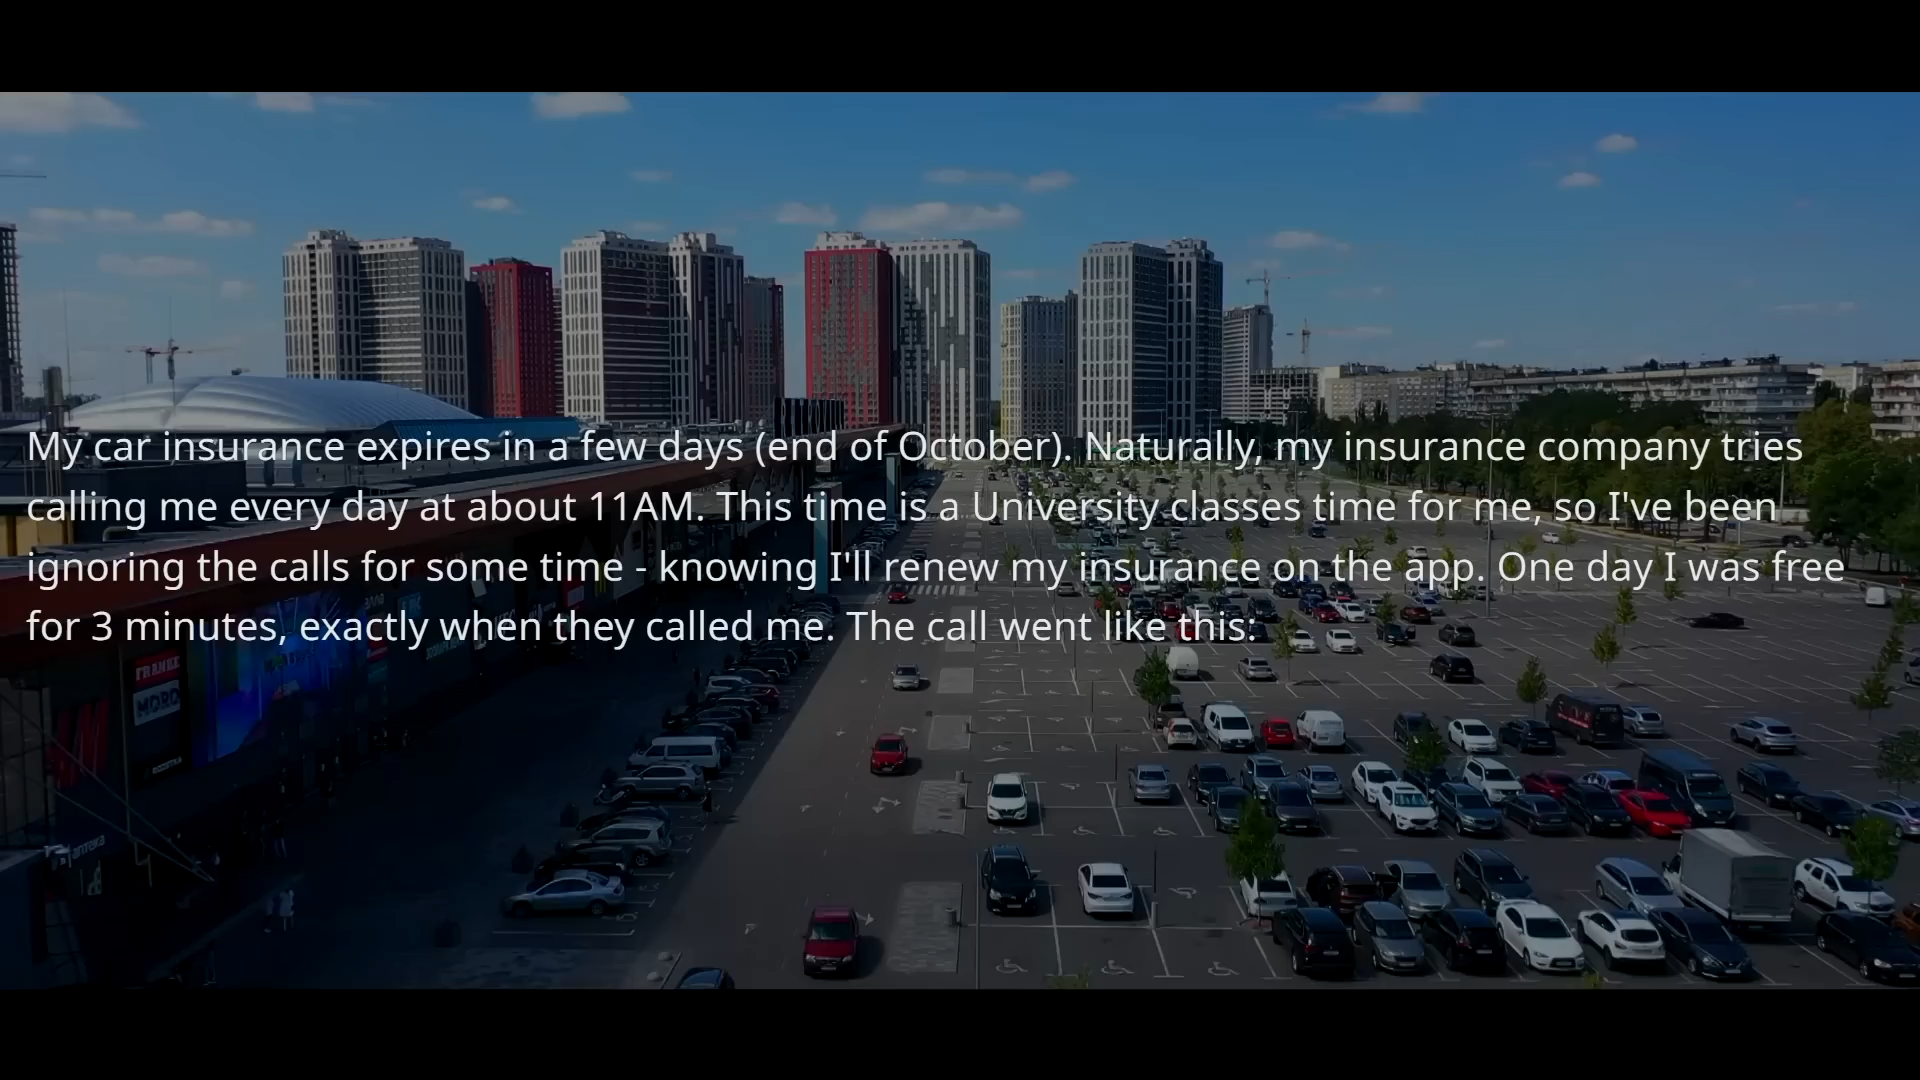 My car insurance expires in a few days (end of October). Naturally, my insurance company tries
calling me every day at about 11AM. This time is a University classes time for me, so I've been
ignoring the calls for some time - knowing I'll renew my insurance on the app. One day I was free
for 3 minutes, exactly when they called me. The call went like this:
FRANKE